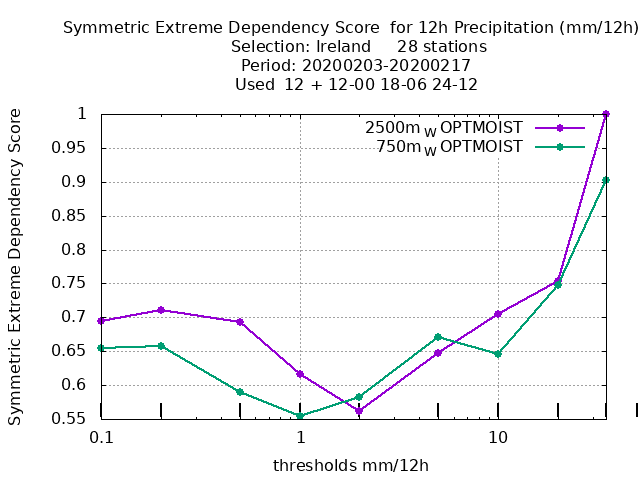 Symmetric Extreme Dependency Score for 12h Precipitation (mm/12h)
Selection: Ireland 28 stations
Period: 20200203-20200217
Used 12 + 12-00 18-06 24-12
Symmetric Extreme Dependency Score
1
0.95
0.9
0.85
0.8
0.75
0.7
0.65
0.6
0.55
2500m W OPTMOIST
750m W OPTMOIST
0.1 1 10
thresholds mm/12h